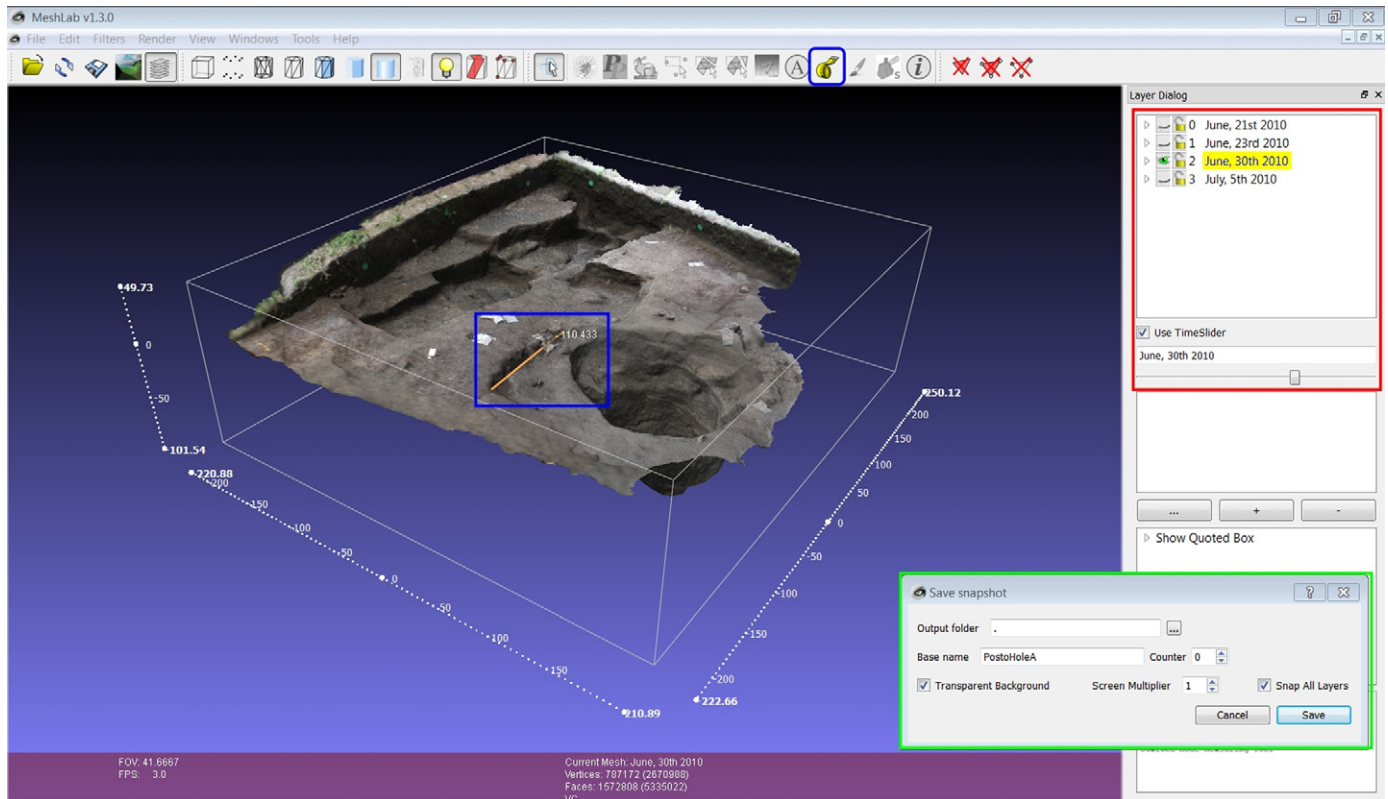 MeshLab v1.3.0
File Edit Filters Render View Windows Tools Help
Layer Dialog
0 June, 21st 2010
1 June, 23rd 2010
2 June, 30th 2010
3 July, 5th 2010
Use TimeSlider
June, 30th 2010
... + -
Show Quoted Box
110.433
49.73
0
-50
-101.54
-220.88
-200
-150
-100
-50
0
50
100
150
210.89
250.12
200
150
100
50
0
-50
-100
-150
-200
-222.66
Save snapshot
Output folder . ...
Base name PostoHoleA Counter 0
Transparent Background Screen Multiplier 1 Snap All Layers
Cancel Save
FOV: 41.6667
FPS: 3.0
Current Mesh: June, 30th 2010
Vertices: 787172 (2670988)
Faces: 1572808 (5335022)
VC